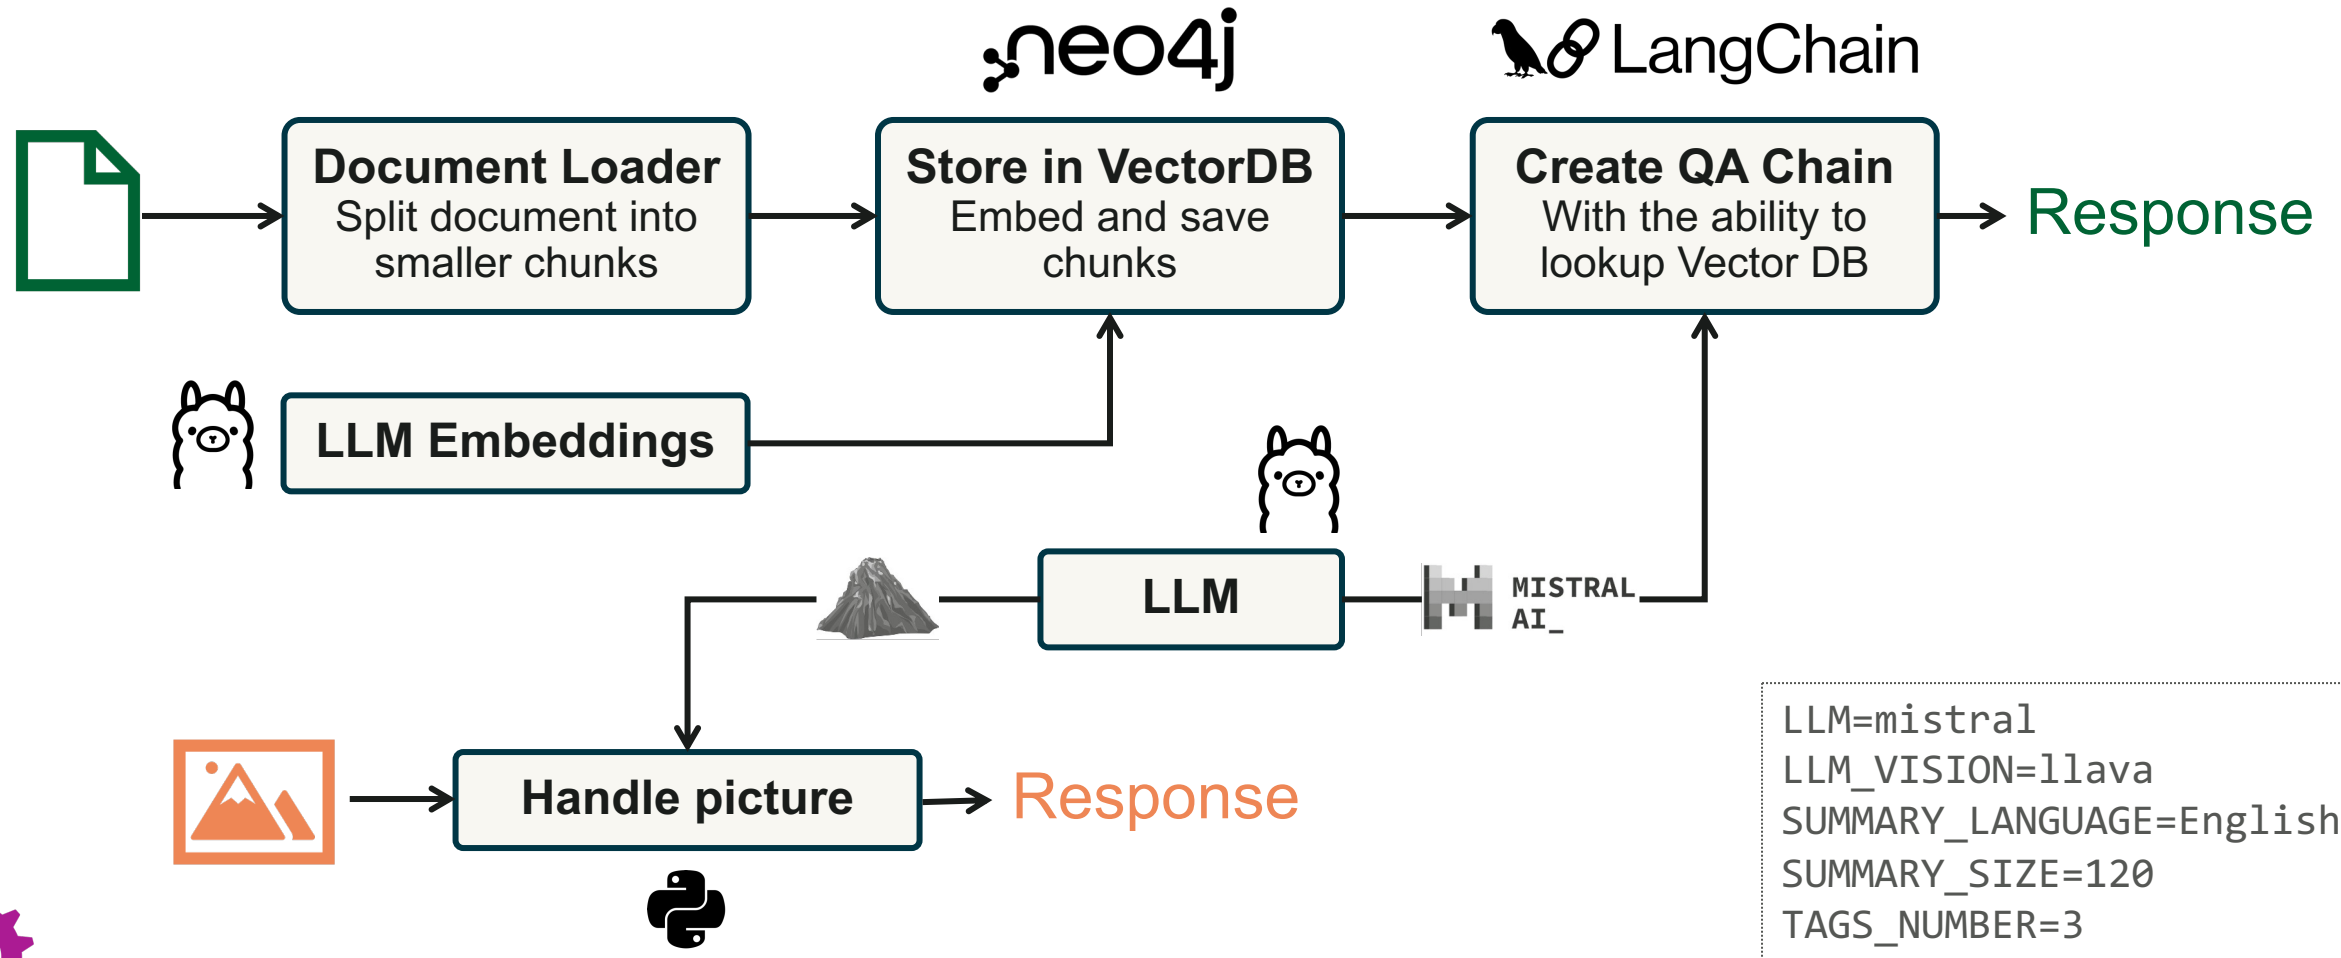 neo4j
LangChain
Document Loader
Split document into
smaller chunks
Store in VectorDB
Embed and save
chunks
Create QA Chain
With the ability to
lookup Vector DB
Response
LLM Embeddings
LLM
MISTRAL
AI_
Handle picture
Response
LLM=mistral
LLM_VISION=llava
SUMMARY_LANGUAGE=English
SUMMARY_SIZE=120
TAGS_NUMBER=3